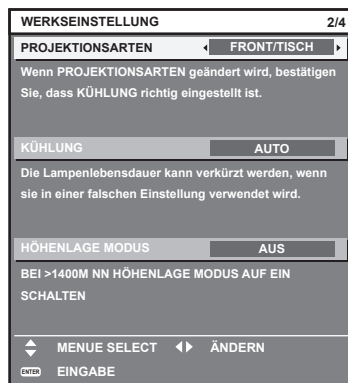 WERKSEINSTELLUNG 2/4
PROJEKTIONSARTEN FRONT/TISCH
Wenn PROJEKTIONSARTEN geändert wird, bestätigen
Sie, dass KÜHLUNG richtig eingestellt ist.
KÜHLUNG AUTO
Die Lampenlebensdauer kann verkürzt werden, wenn
sie in einer falschen Einstellung verwendet wird.
HÖHENLAGE MODUS AUS
BEI >1400M NN HÖHENLAGE MODUS AUF EIN
SCHALTEN
MENUE SELECT ÄNDERN
ENTER EINGABE